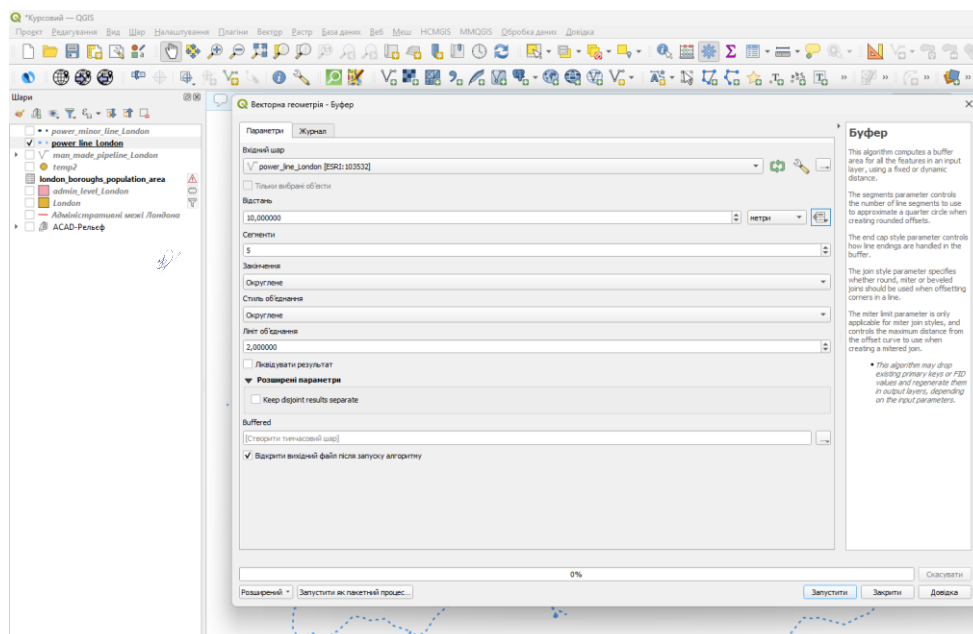 *Курсовий — QGIS
Проєкт Редагування Вид Шар Налаштування Плагіни Вектор Растр База даних Веб Меш HCMGIS MMQGIS Обробка даних Довідка
Шари
power_minor_line_London
power_line_London
man_made_pipeline_London
temp2
london_boroughs_population_area
admin_level_London
London
Адміністративні межі Лондона
ACAD-Рельєф
Векторна геометрія - Буфер
Параметри Журнал
Вхідний шар
power_line_London [ESRI:103532]
Тільки вибрані об'єкти
Відстань
10,000000 метри
Сегменти
5
Закінчення
Округлене
Стиль об'єднання
Округлене
Ліміт об'єднання
2,000000
Ліквідувати результат
Розширені параметри
Keep disjoint results separate
Buffered
[Створити тимчасовий шар]
Відкрити вихідний файл після запуску алгоритму
0%
Скасувати
Розширений Запустити як пакетний процес...
Запустити Закрити Довідка
Буфер
This algorithm computes a buffer
area for all the features in an input
layer, using a fixed or dynamic
distance.
The segments parameter controls
the number of line segments to use
to approximate a quarter circle when
creating rounded offsets.
The end cap style parameter controls
how line endings are handled in the
buffer.
The join style parameter specifies
whether round, miter or beveled
joins should be used when offsetting
corners in a line.
The miter limit parameter is only
applicable for miter join styles, and
controls the maximum distance from
the offset curve to use when
creating a mitered join.
• This algorithm may drop
existing primary keys or FID
values and regenerate them
in output layers, depending
on the input parameters.